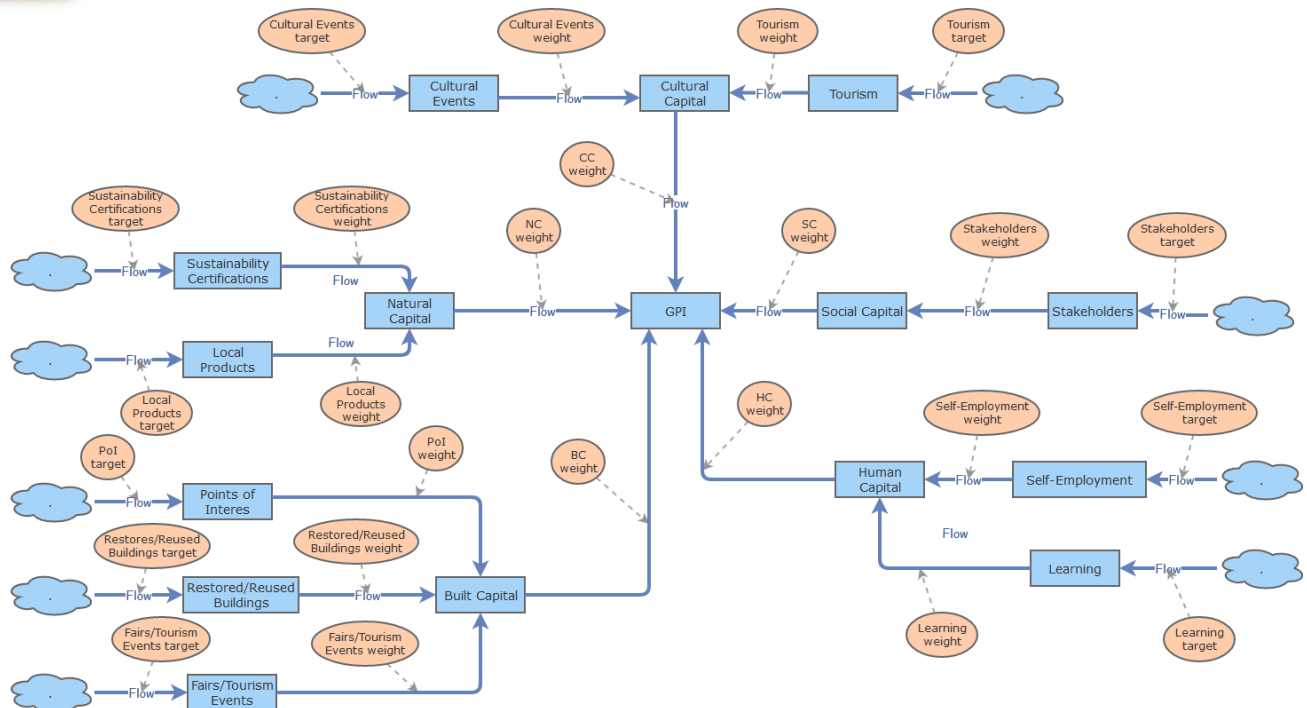 Cultural Events
target
Cultural Events
weight
Tourism
weight
Tourism
target
.
Flow
Cultural
Events
Flow
Cultural
Capital
Flow
Tourism
Flow
.
CC
weight
Flow
Sustainability
Certifications
target
Sustainability
Certifications
weight
NC
weight
SC
weight
Stakeholders
weight
Stakeholders
target
.
Flow
Sustainability
Certifications
Flow
Natural
Capital
Flow
GPI
Flow
Social Capital
Flow
Stakeholders
Flow
.
Flow
.
Flow
Local
Products
Local
Products
target
Local
Products
weight
HC
weight
Self-Employment
weight
Self-Employment
target
PoI
target
PoI
weight
BC
weight
Human
Capital
Flow
Self-Employment
Flow
.
.
Flow
Points of
Interes
Restores/Reused
Buildings target
Restored/Reused
Buildings weight
Flow
Learning
Flow
.
.
Flow
Restored/Reused
Buildings
Flow
Built Capital
Fairs/Tourism
Events target
Fairs/Tourism
Events weight
Learning
weight
Learning
target
.
Flow
Fairs/Tourism
Events